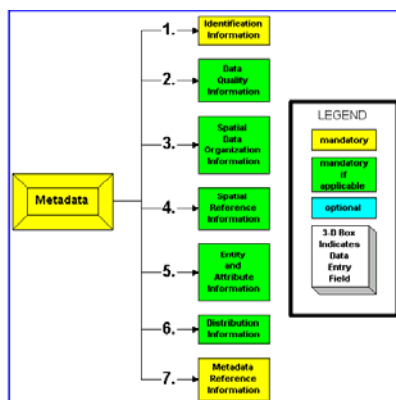 Metadata
1.
Identification
Information
2.
Data
Quality
Information
3.
Spatial
Data
Organization
Information
4.
Spatial
Reference
Information
5.
Entity
and
Attribute
Information
6.
Distribution
Information
7.
Metadata
Reference
Information
LEGEND
mandatory
mandatory
if
applicable
optional
3-D Box
Indicates
Data
Entry
Field